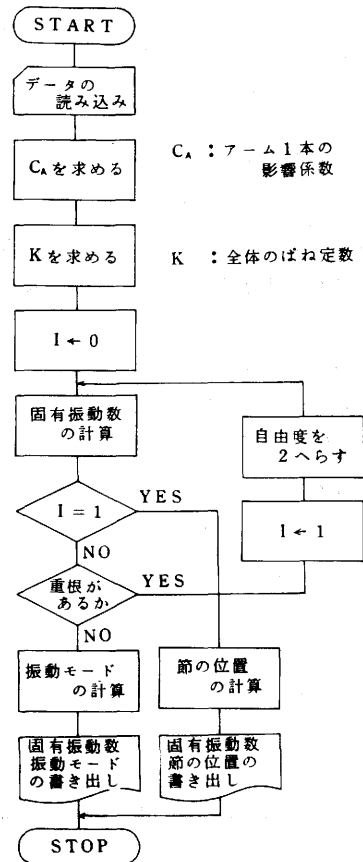 START
データの
読み込み
CAを求める
CA：アーム1本の
影響係数
Kを求める
K：全体のばね定数
I ← 0
固有振動数
の計算
自由度を
2へらす
I = 1
YES
I ← 1
NO
重根が
あるか
YES
NO
振動モード
の計算
節の位置
の計算
固有振動数
振動モード
の書き出し
固有振動数
節の位置の
書き出し
STOP